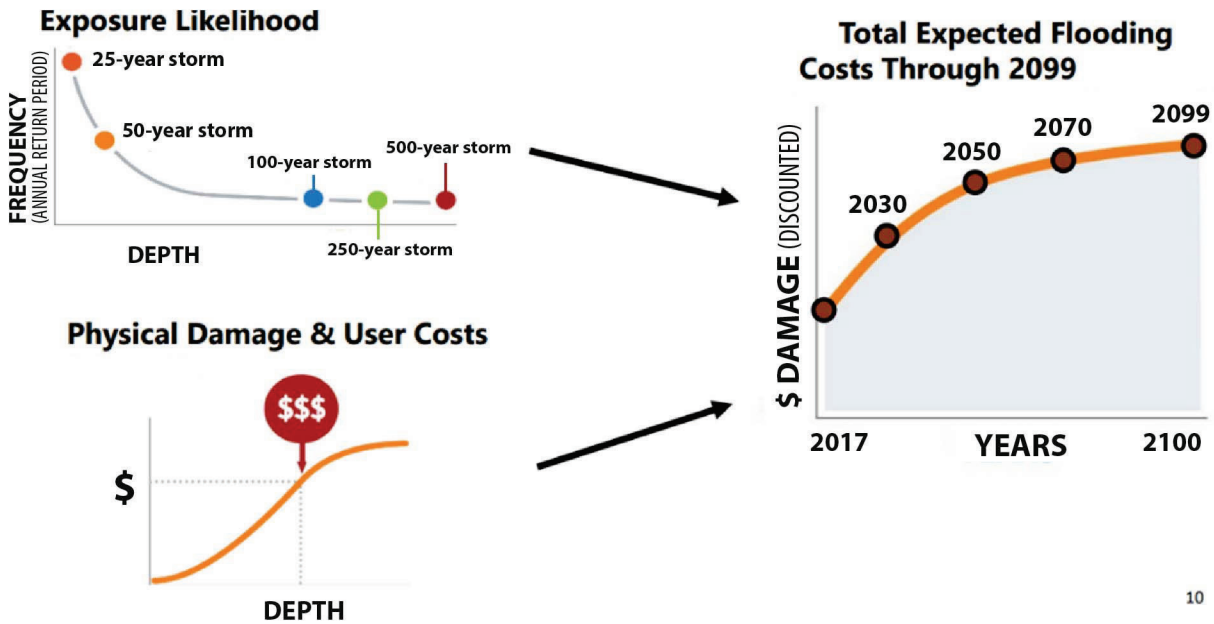 Exposure Likelihood
FREQUENCY
(ANNUAL RETURN PERIOD)
25-year storm
50-year storm
100-year storm
500-year storm
250-year storm
DEPTH
Physical Damage & User Costs
$$$
$
DEPTH
Total Expected Flooding
Costs Through 2099
$ DAMAGE (DISCOUNTED)
2030
2050
2070
2099
2017
YEARS
2100
10